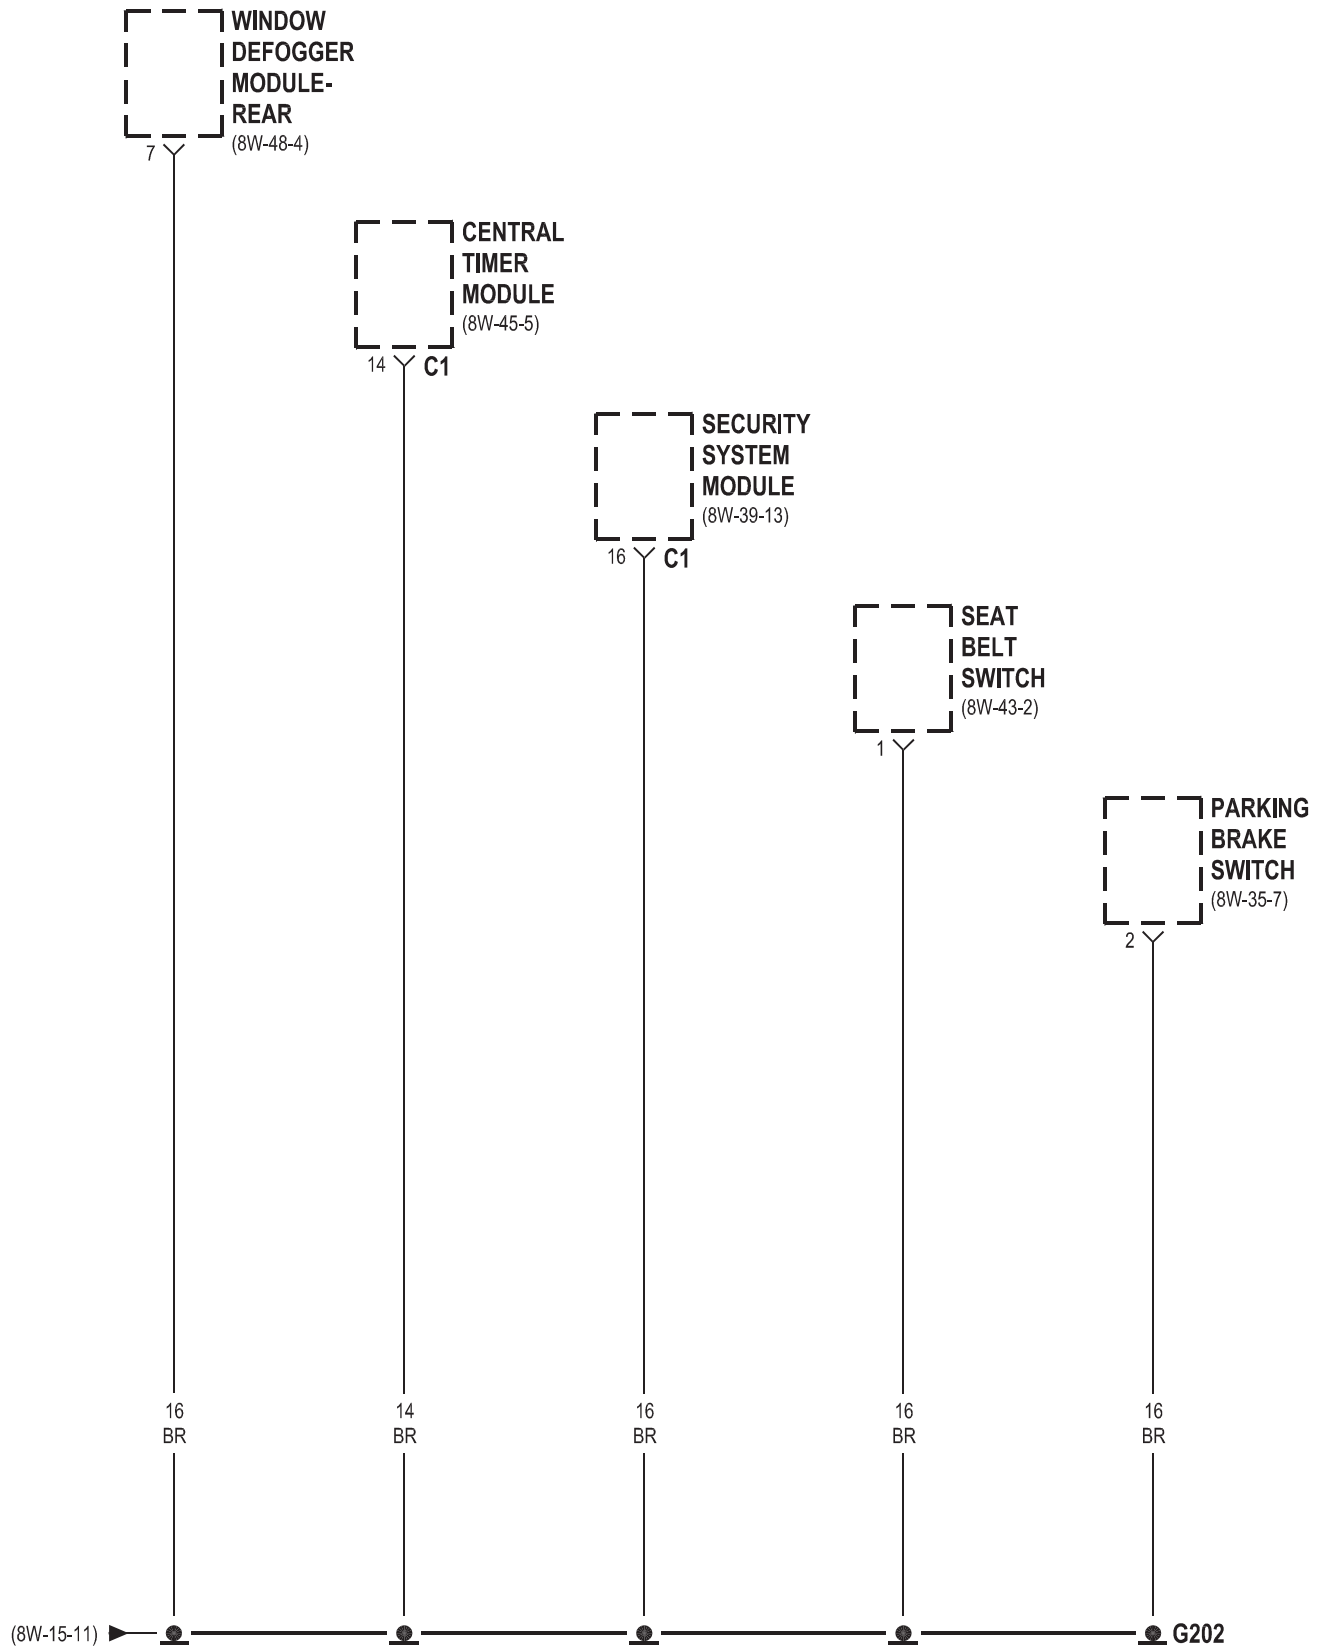 WINDOW
DEFOGGER
MODULE-
REAR
(8W-48-4)
7
CENTRAL
TIMER
MODULE
(8W-45-5)
14 C1
SECURITY
SYSTEM
MODULE
(8W-39-13)
16 C1
SEAT
BELT
SWITCH
(8W-43-2)
1
PARKING
BRAKE
SWITCH
(8W-35-7)
2
16 14 16 16 16
BR BR BR BR BR
(8W-15-11) G202